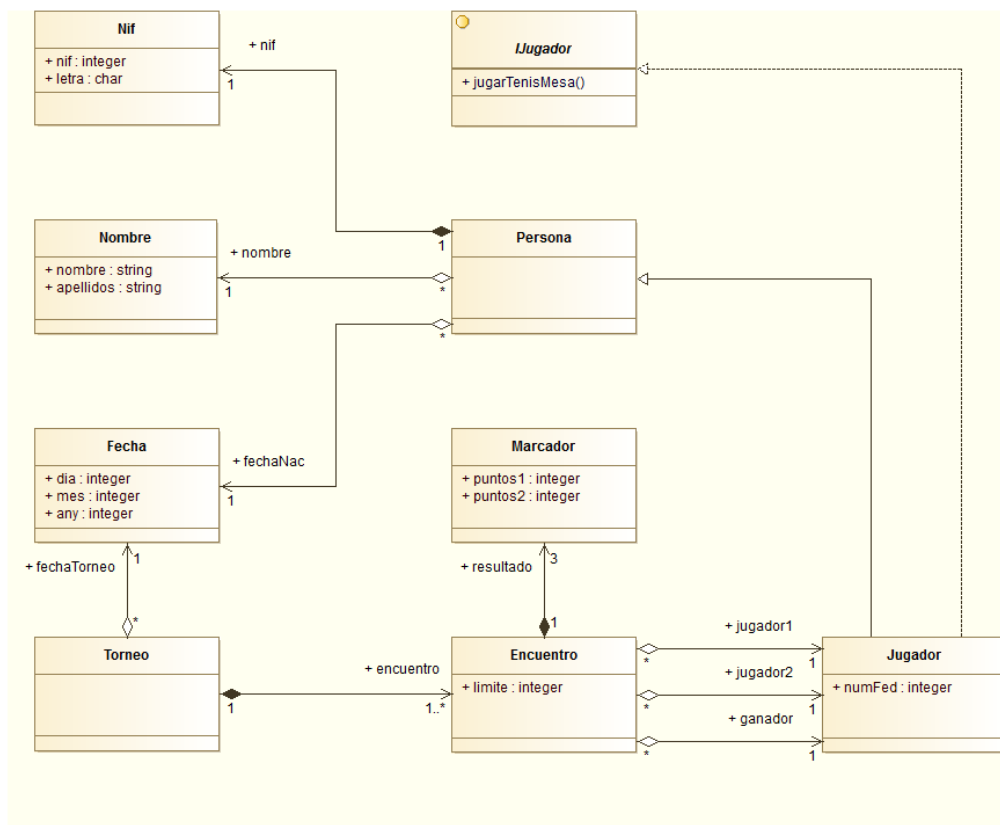 Nif
+ nif : integer
+ letra : char
+ nif
1
IJugador
+ jugarTenisMesa()
Nombre
+ nombre : string
+ apellidos : string
+ nombre
1
1
*
*
Persona
Fecha
+ dia : integer
+ mes : integer
+ any : integer
+ fechaNac
1
Marcador
+ puntos1 : integer
+ puntos2 : integer
+ fechaTorneo
1
*
+ resultado
3
1
Torneo
+ encuentro
1
1..*
Encuentro
+ limite : integer
+ jugador1
*
1
+ jugador2
*
1
+ ganador
*
1
Jugador
+ numFed : integer